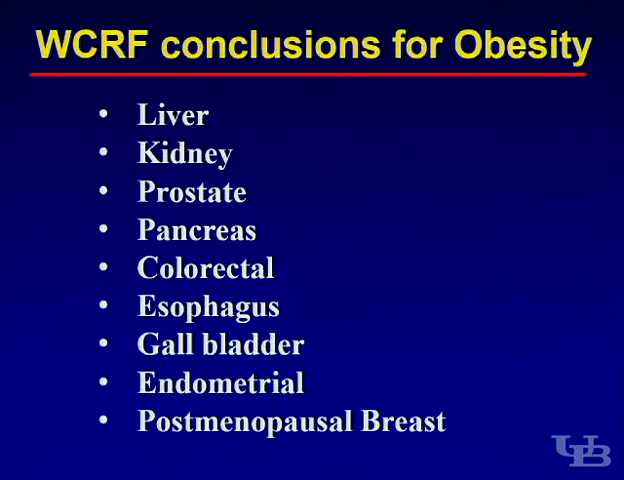 WCRF conclusions for Obesity
• Liver
• Kidney
• Prostate
• Pancreas
• Colorectal
• Esophagus
• Gall bladder
• Endometrial
• Postmenopausal Breast
UB